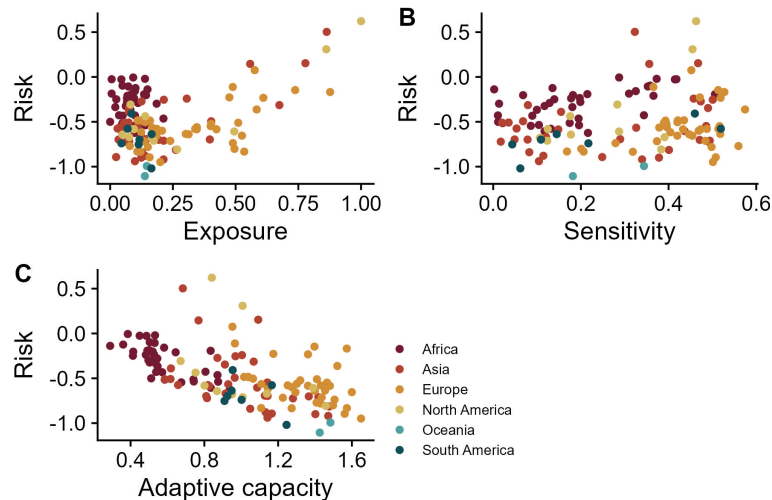 B
0.5
0.0
-0.5
-1.0
Risk
0.00 0.25 0.50 0.75 1.00
Exposure
0.5
0.0
-0.5
-1.0
Risk
0.0 0.2 0.4 0.6
Sensitivity
C
0.5
0.0
-0.5
-1.0
Risk
0.4 0.8 1.2 1.6
Adaptive capacity
Africa
Asia
Europe
North America
Oceania
South America